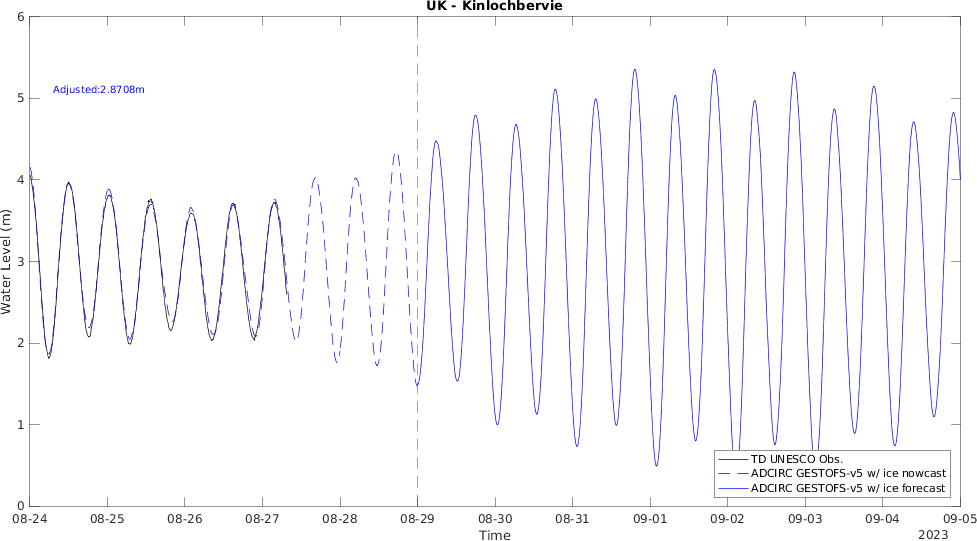 UK - Kinlochbervie
6
5
4
3
2
1
0
Water Level (m)
Adjusted:2.8708m
TD UNESCO Obs.
ADCIRC GESTOFS-v5 w/ ice nowcast
ADCIRC GESTOFS-v5 w/ ice forecast
08-24 08-25 08-26 08-27 08-28 08-29 08-30 08-31 09-01 09-02 09-03 09-04 09-05
Time
2023